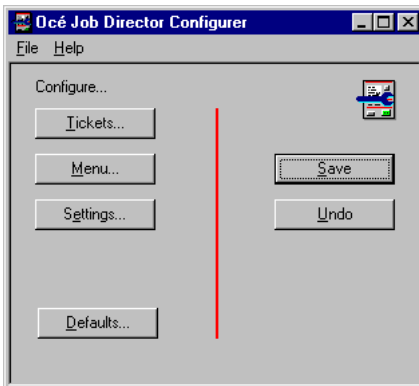 Océ Job Director Configurer
File Help
Configure...
Tickets...
Menu...
Save
Settings...
Undo
Defaults...